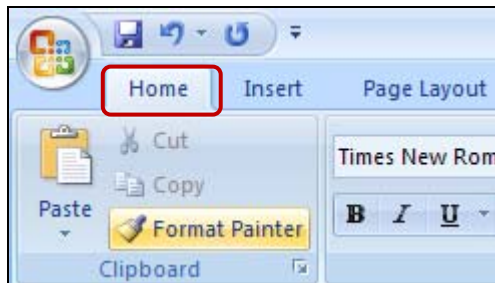 Home Insert Page Layout
Cut
Copy
Paste
Format Painter
Clipboard
Times New Rom
B I U